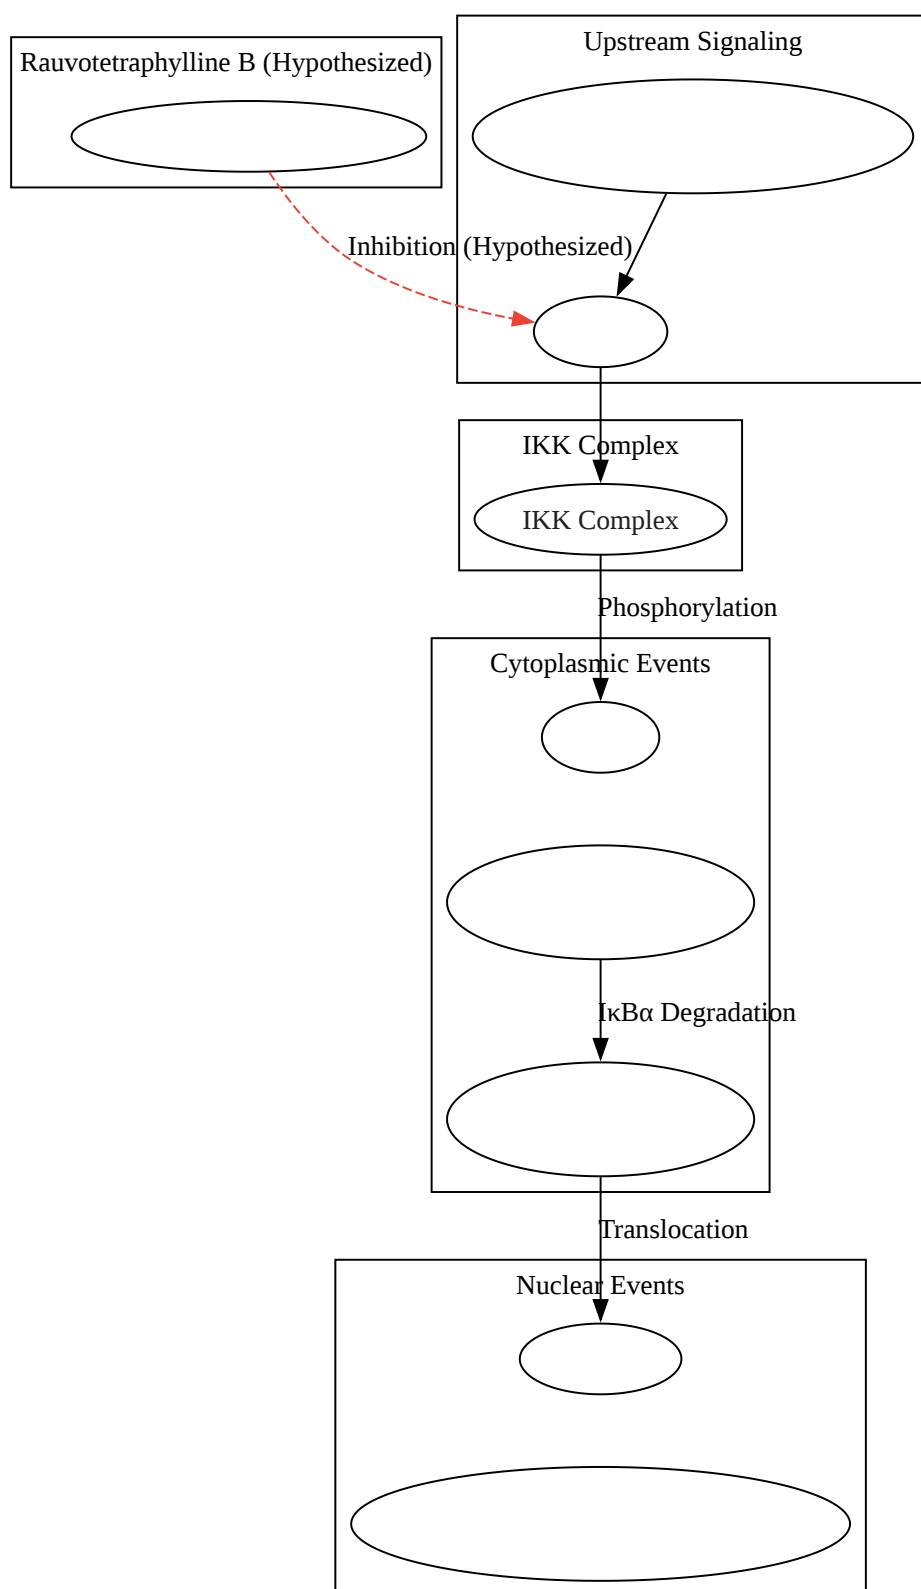 Upstream Signaling
Rauvotetraphylline B (Hypothesized)
Inhibition (Hypothesized)
IKK Complex
IKK Complex
Phosphorylation
Cytoplasmic Events
IκBα Degradation
Translocation
Nuclear Events